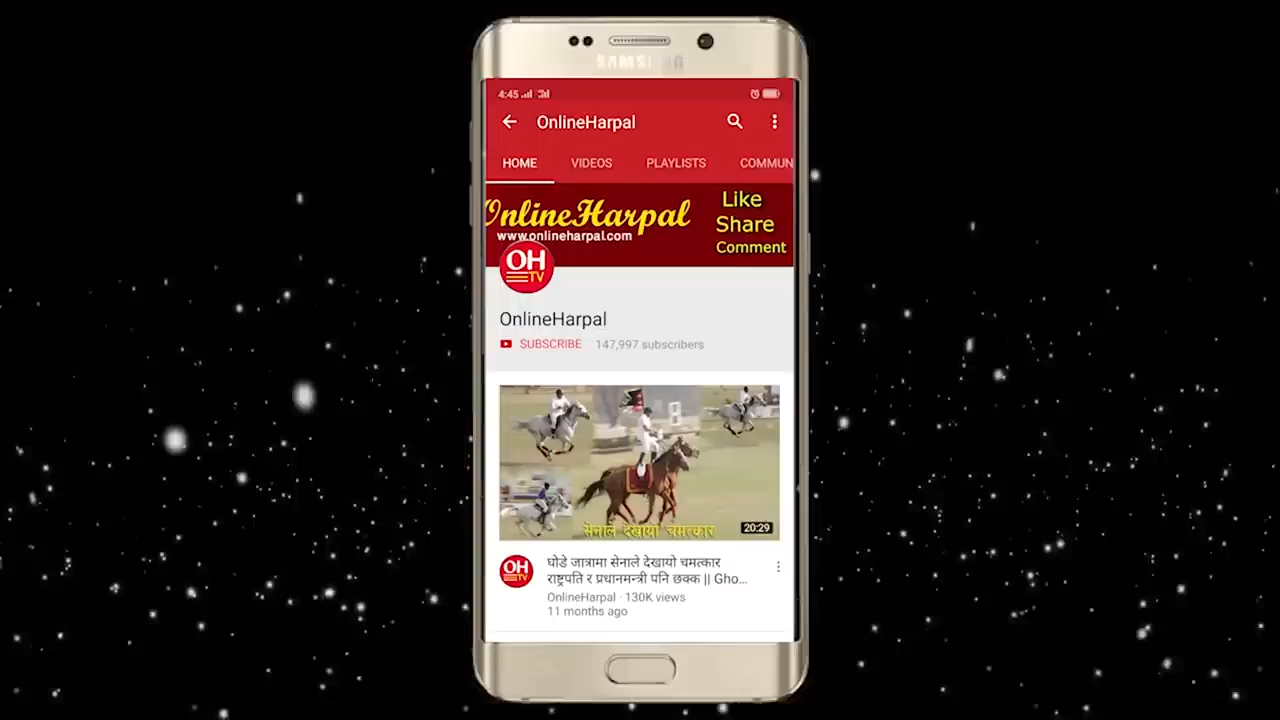 SAMSUNG
4:45
OnlineHarpal
HOME VIDEOS PLAYLISTS COMMUN
OnlineHarpal
www.onlineharpal.com
Like
Share
Comment
OH
TV
OnlineHarpal
SUBSCRIBE 147,997 subscribers
सेनाले देखायो चमत्कार
20:29
OH
TV
घोडे जात्रामा सेनाले देखायो चमत्कार
राष्ट्रपति र प्रधानमन्त्री पनि छक्क || Gho...
OnlineHarpal · 130K views
11 months ago